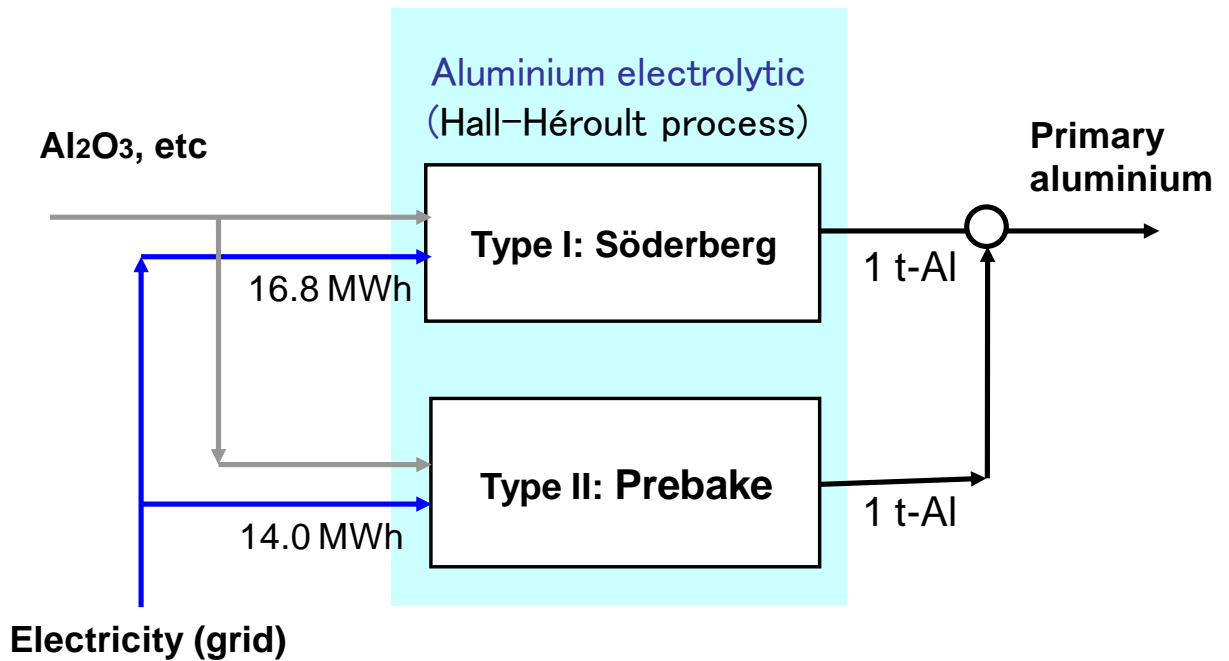 Aluminium electrolytic
(Hall-Héroult process)
Al2O3, etc
Primary
aluminium
Type I: Söderberg
16.8 MWh
1 t-Al
Type II: Prebake
14.0 MWh
1 t-Al
Electricity (grid)